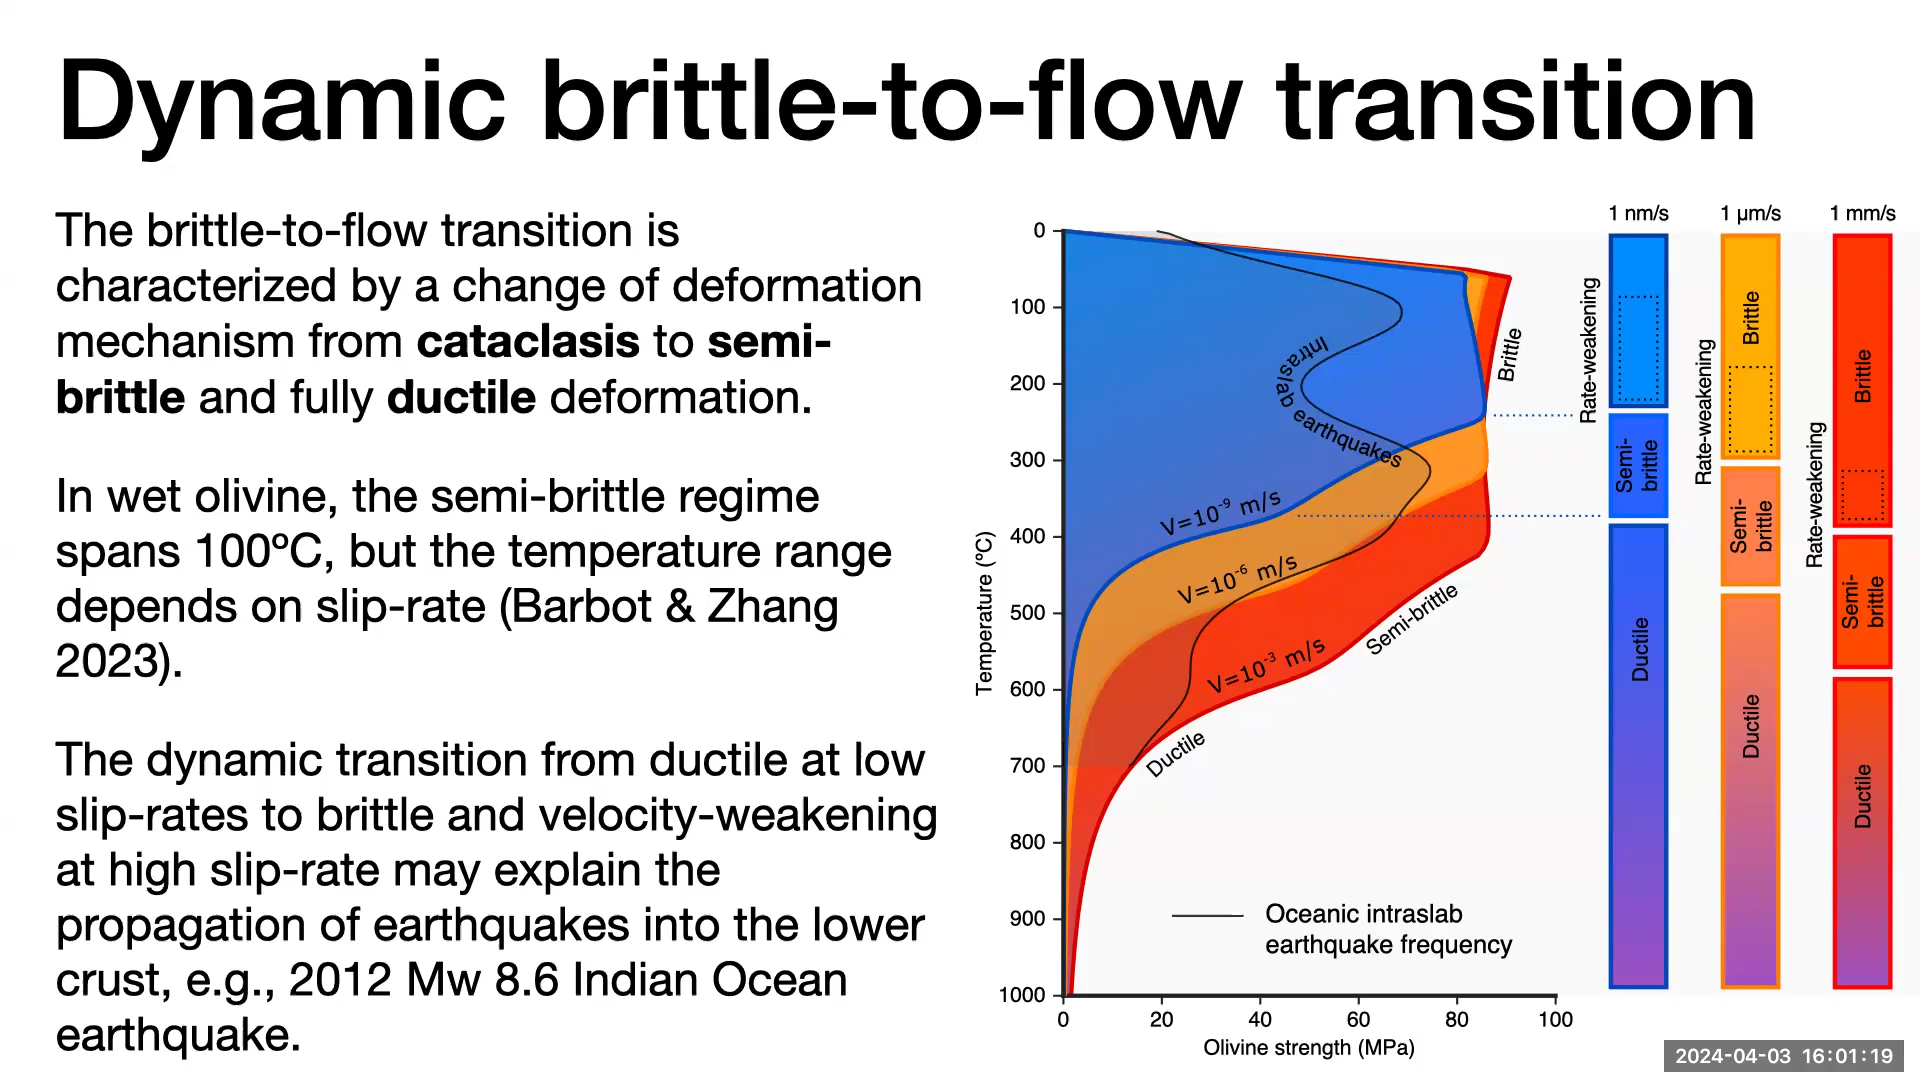 Dynamic brittle-to-flow transition
The brittle-to-flow transition is
characterized by a change of deformation
mechanism from cataclasis to semi-
brittle and fully ductile deformation.
In wet olivine, the semi-brittle regime
spans 100ºC, but the temperature range
depends on slip-rate (Barbot & Zhang
2023).
The dynamic transition from ductile at low
slip-rates to brittle and velocity-weakening
at high slip-rate may explain the
propagation of earthquakes into the lower
crust, e.g., 2012 Mw 8.6 Indian Ocean
earthquake.
Temperature (ºC)
0
100
200
300
400
500
600
700
800
900
1000
0 20 40 60 80 100
Olivine strength (MPa)
Intraslab earthquakes
Brittle
Semi-brittle
Ductile
V=10⁻⁹ m/s
V=10⁻⁶ m/s
V=10⁻³ m/s
Oceanic intraslab
earthquake frequency
1 nm/s
Rate-weakening
Semi-
brittle
Ductile
1 µm/s
Rate-weakening
Brittle
Semi-
brittle
Ductile
1 mm/s
Rate-weakening
Brittle
Semi-
brittle
Ductile
2024-04-03 16:01:19